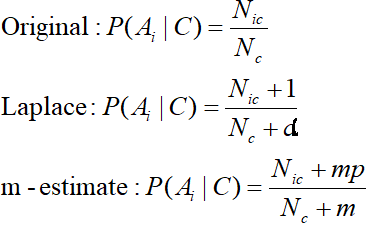 Original : P(A_i | C) = N_ic / N_c
Laplace : P(A_i | C) = (N_ic + 1) / (N_c + d)
m - estimate : P(A_i | C) = (N_ic + mp) / (N_c + m)